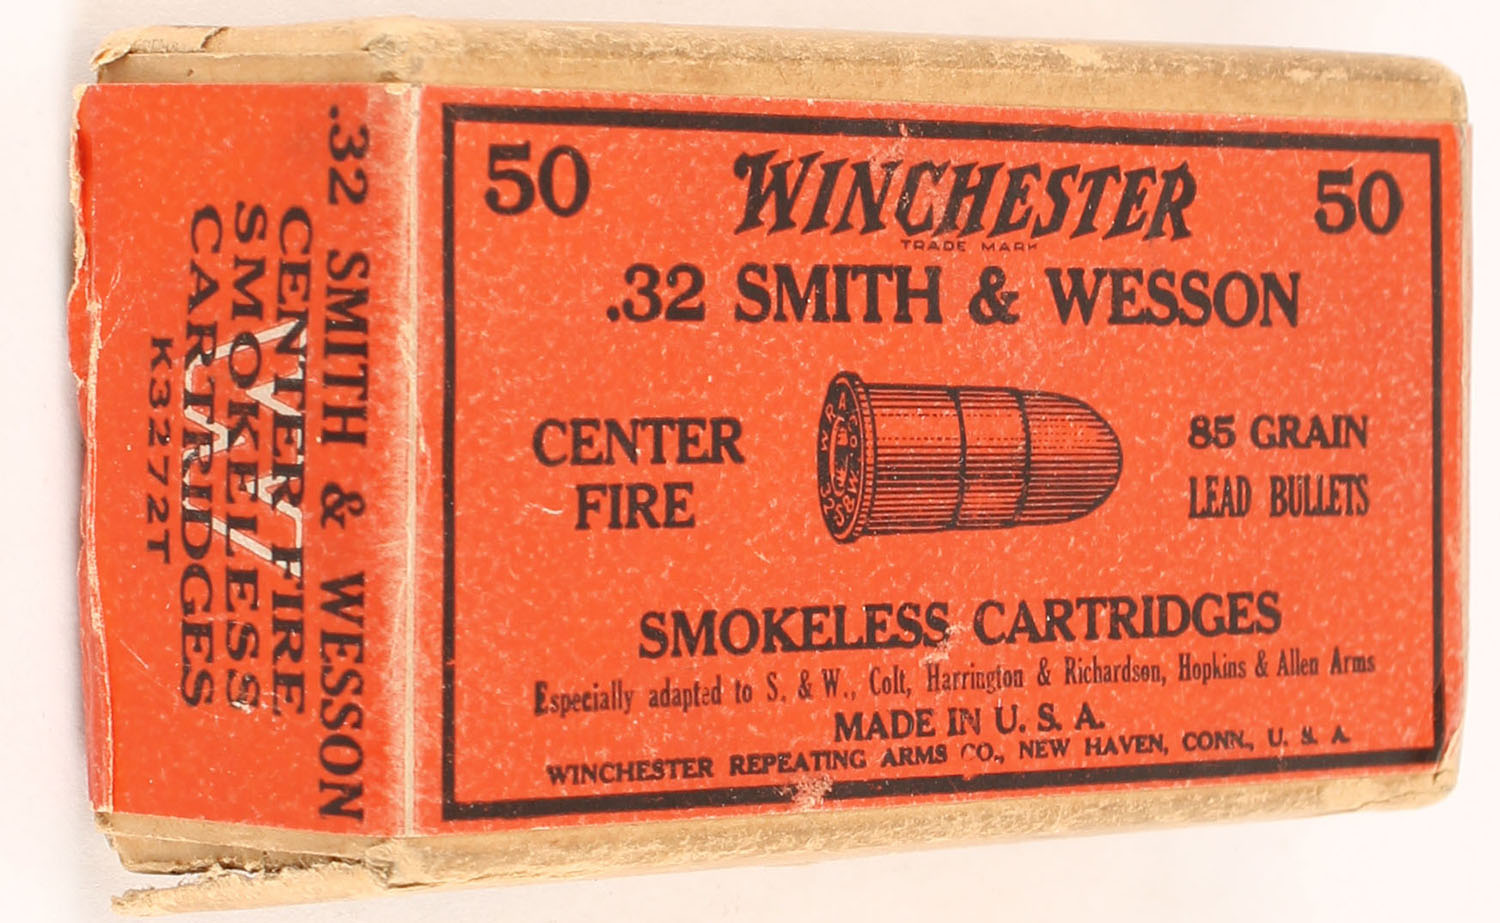 50 WINCHESTER 50
TRADE MARK
.32 SMITH & WESSON
CENTER
FIRE
85 GRAIN
LEAD BULLETS
SMOKELESS CARTRIDGES
Especially adapted to S. & W., Colt, Harrington & Richardson, Hopkins & Allen Arms
MADE IN U. S. A.
WINCHESTER REPEATING ARMS CO., NEW HAVEN, CONN., U. S. A.
.32 SMITH & WESSON
CENTER FIRE
SMOKELESS
CARTRIDGES
K3272T
W